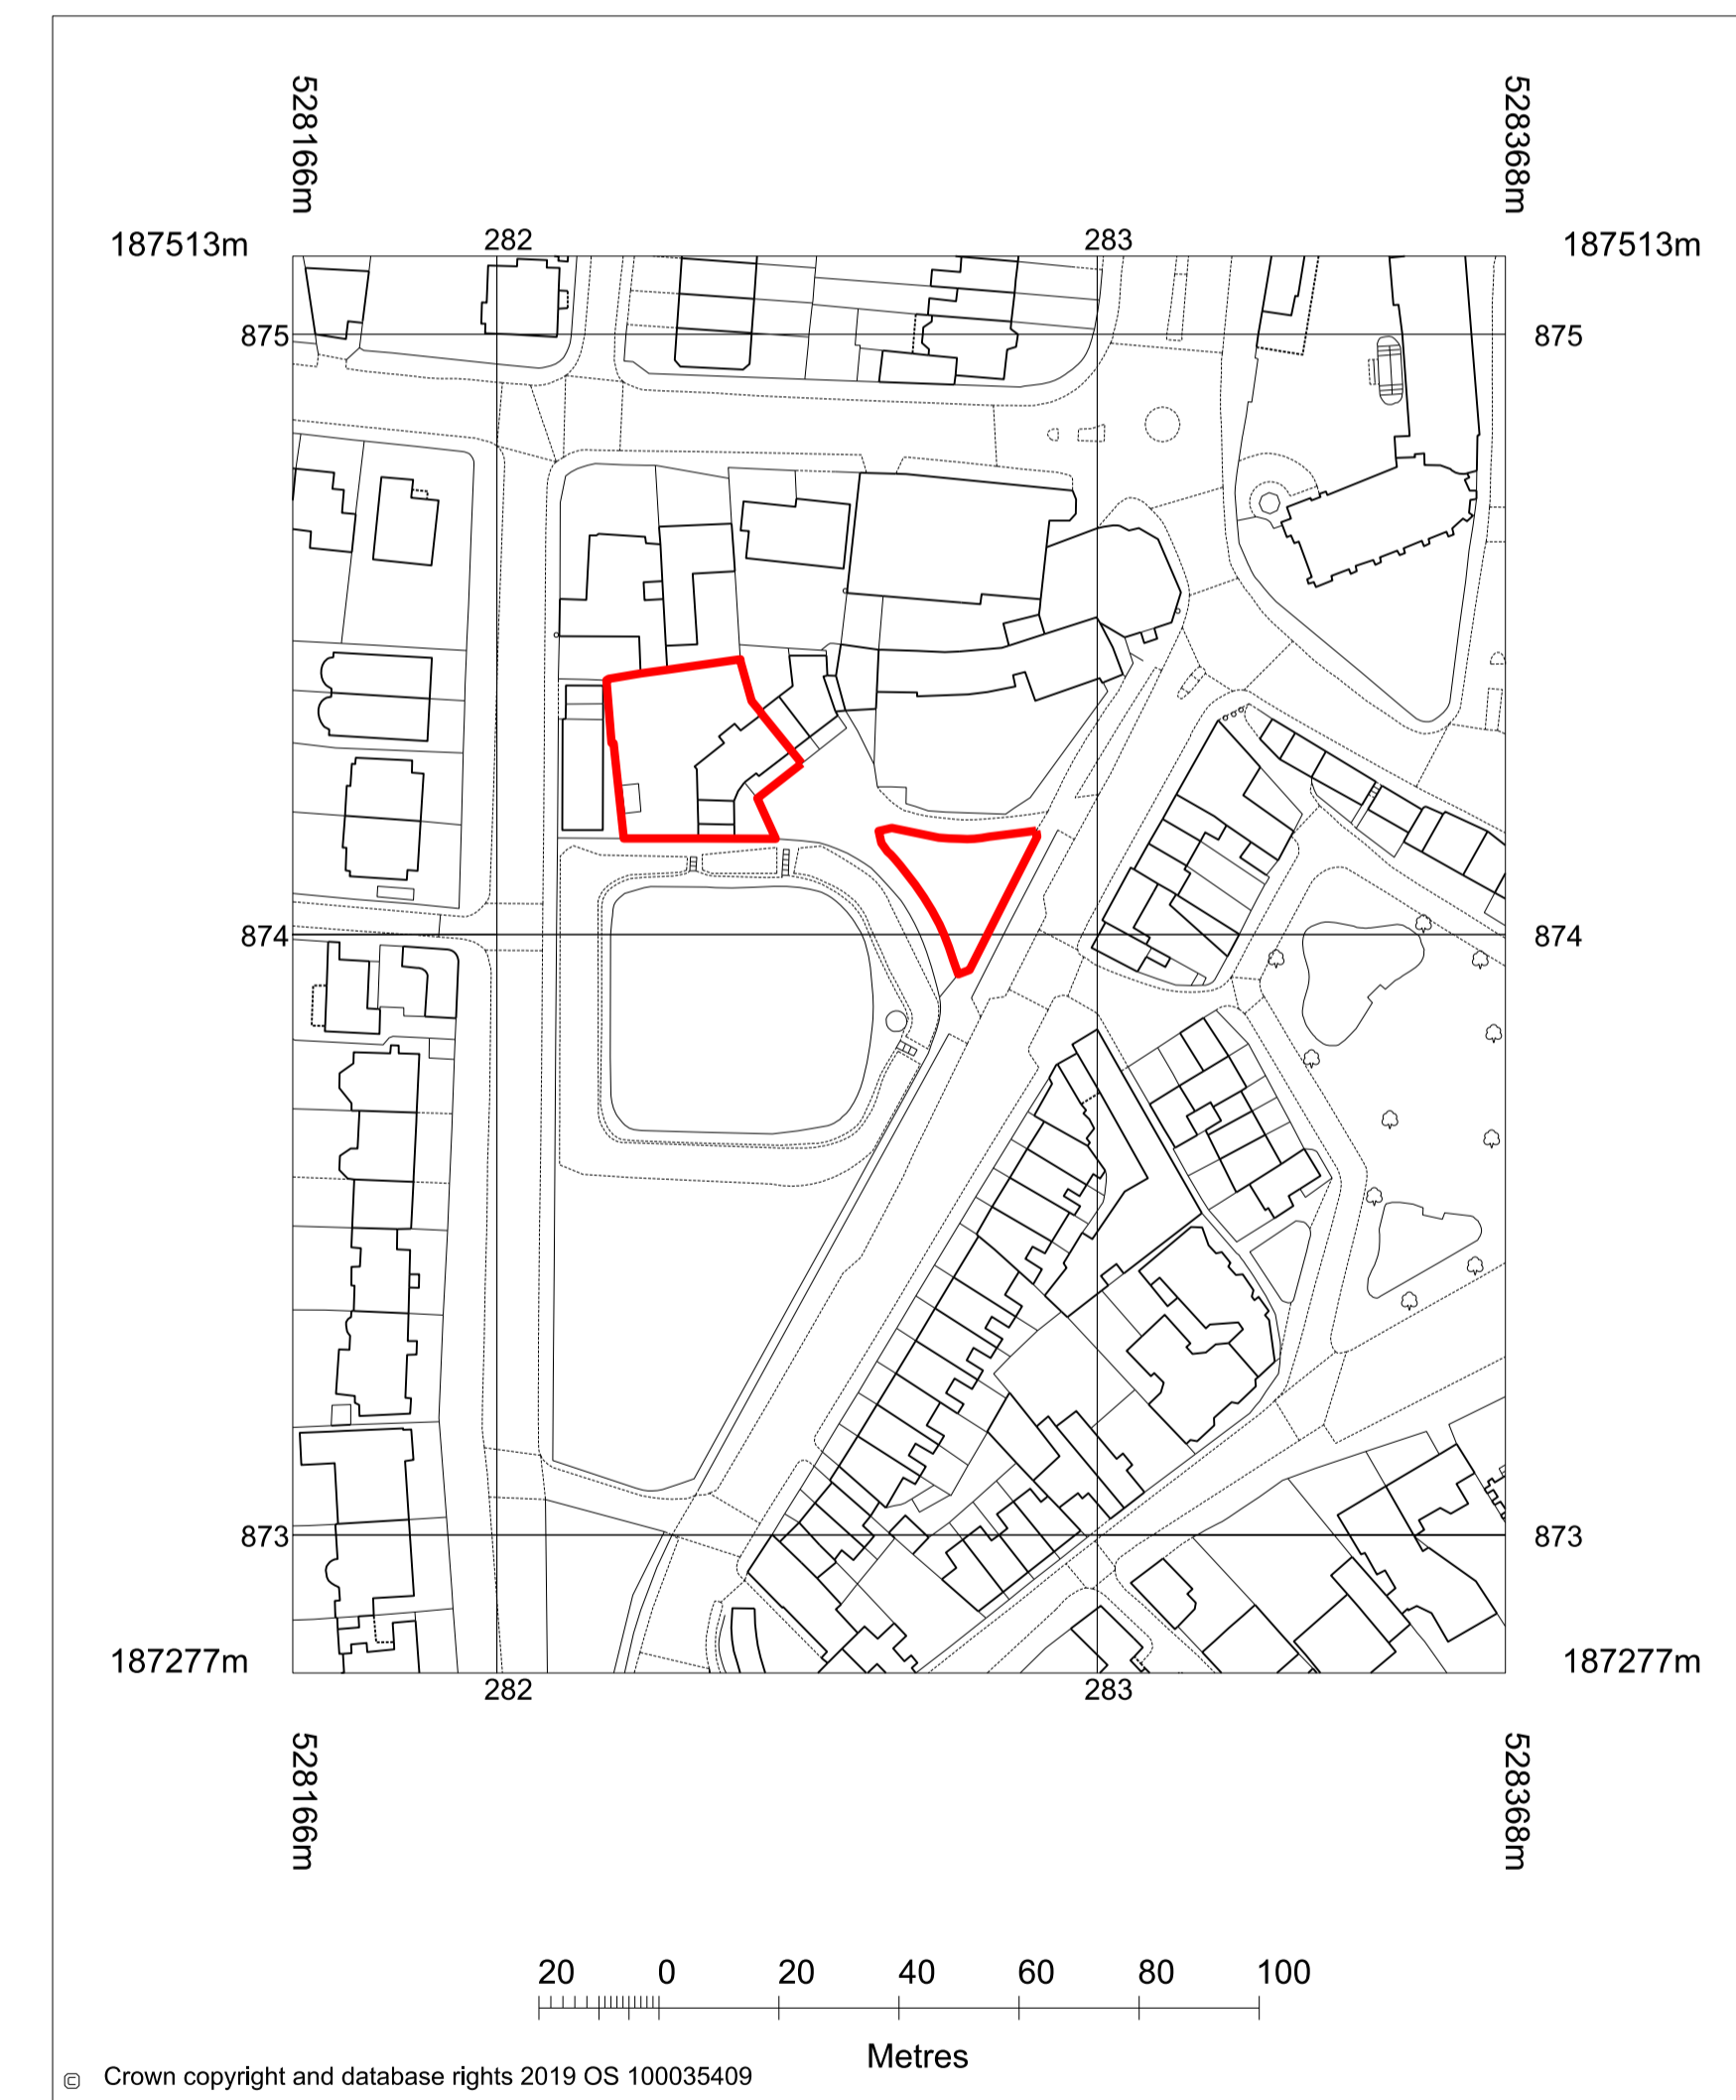 528166m
528368m
187513m
282
283
187513m
875
875
874
874
873
873
187277m
282
283
187277m
528166m
528368m
20 0 20 40 60 80 100
Metres
© Crown copyright and database rights 2019 OS 100035409